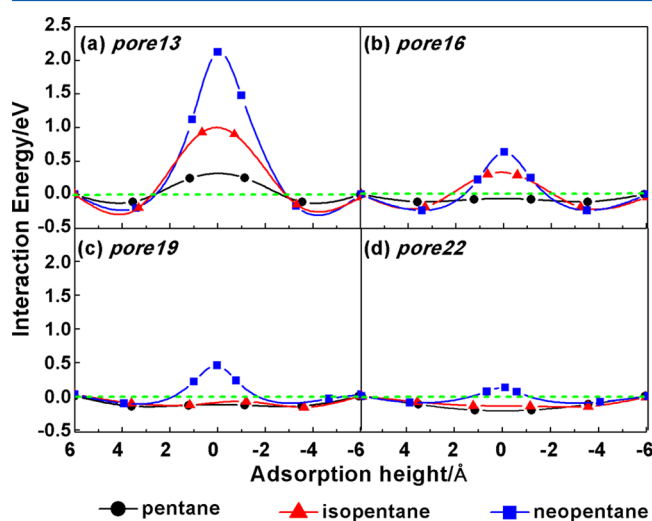 (a) pore13
(b) pore16
2.5
2.0
1.5
1.0
0.5
0.0
-0.5
Interaction Energy/eV
(c) pore19
(d) pore22
2.0
1.5
1.0
0.5
0.0
-0.5
6 4 2 0 -2 -4 -6 4 2 0 -2 -4 -6
Adsorption height/Å
pentane isopentane neopentane